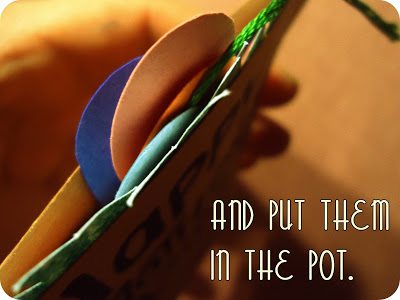 AND PUT THEM
IN THE POT.